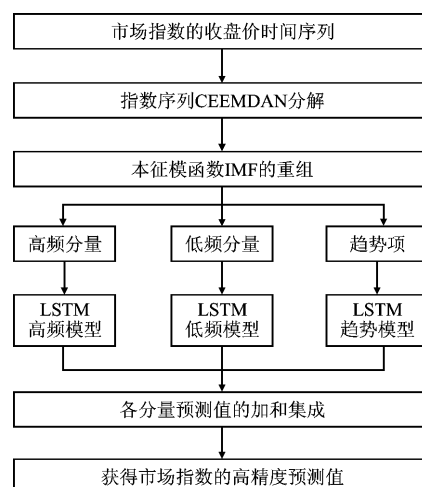 市场指数的收盘价时间序列
指数序列CEEMDAN分解
本征模函数IMF的重组
高频分量
低频分量
趋势项
LSTM
高频模型
LSTM
低频模型
LSTM
趋势模型
各分量预测值的加和集成
获得市场指数的高精度预测值